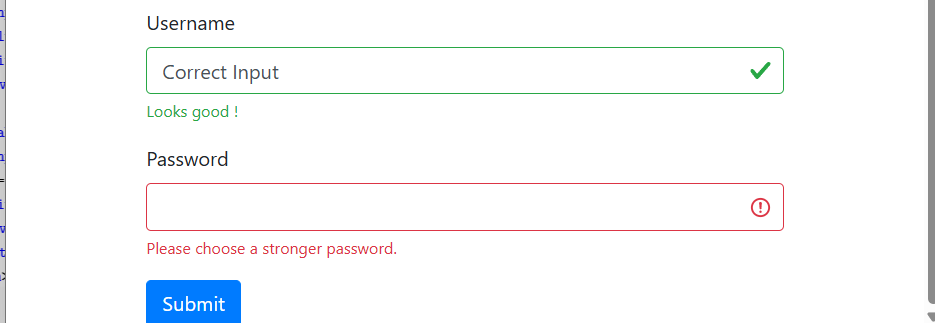 Username
Correct Input
Looks good !
Password
Please choose a stronger password.
Submit